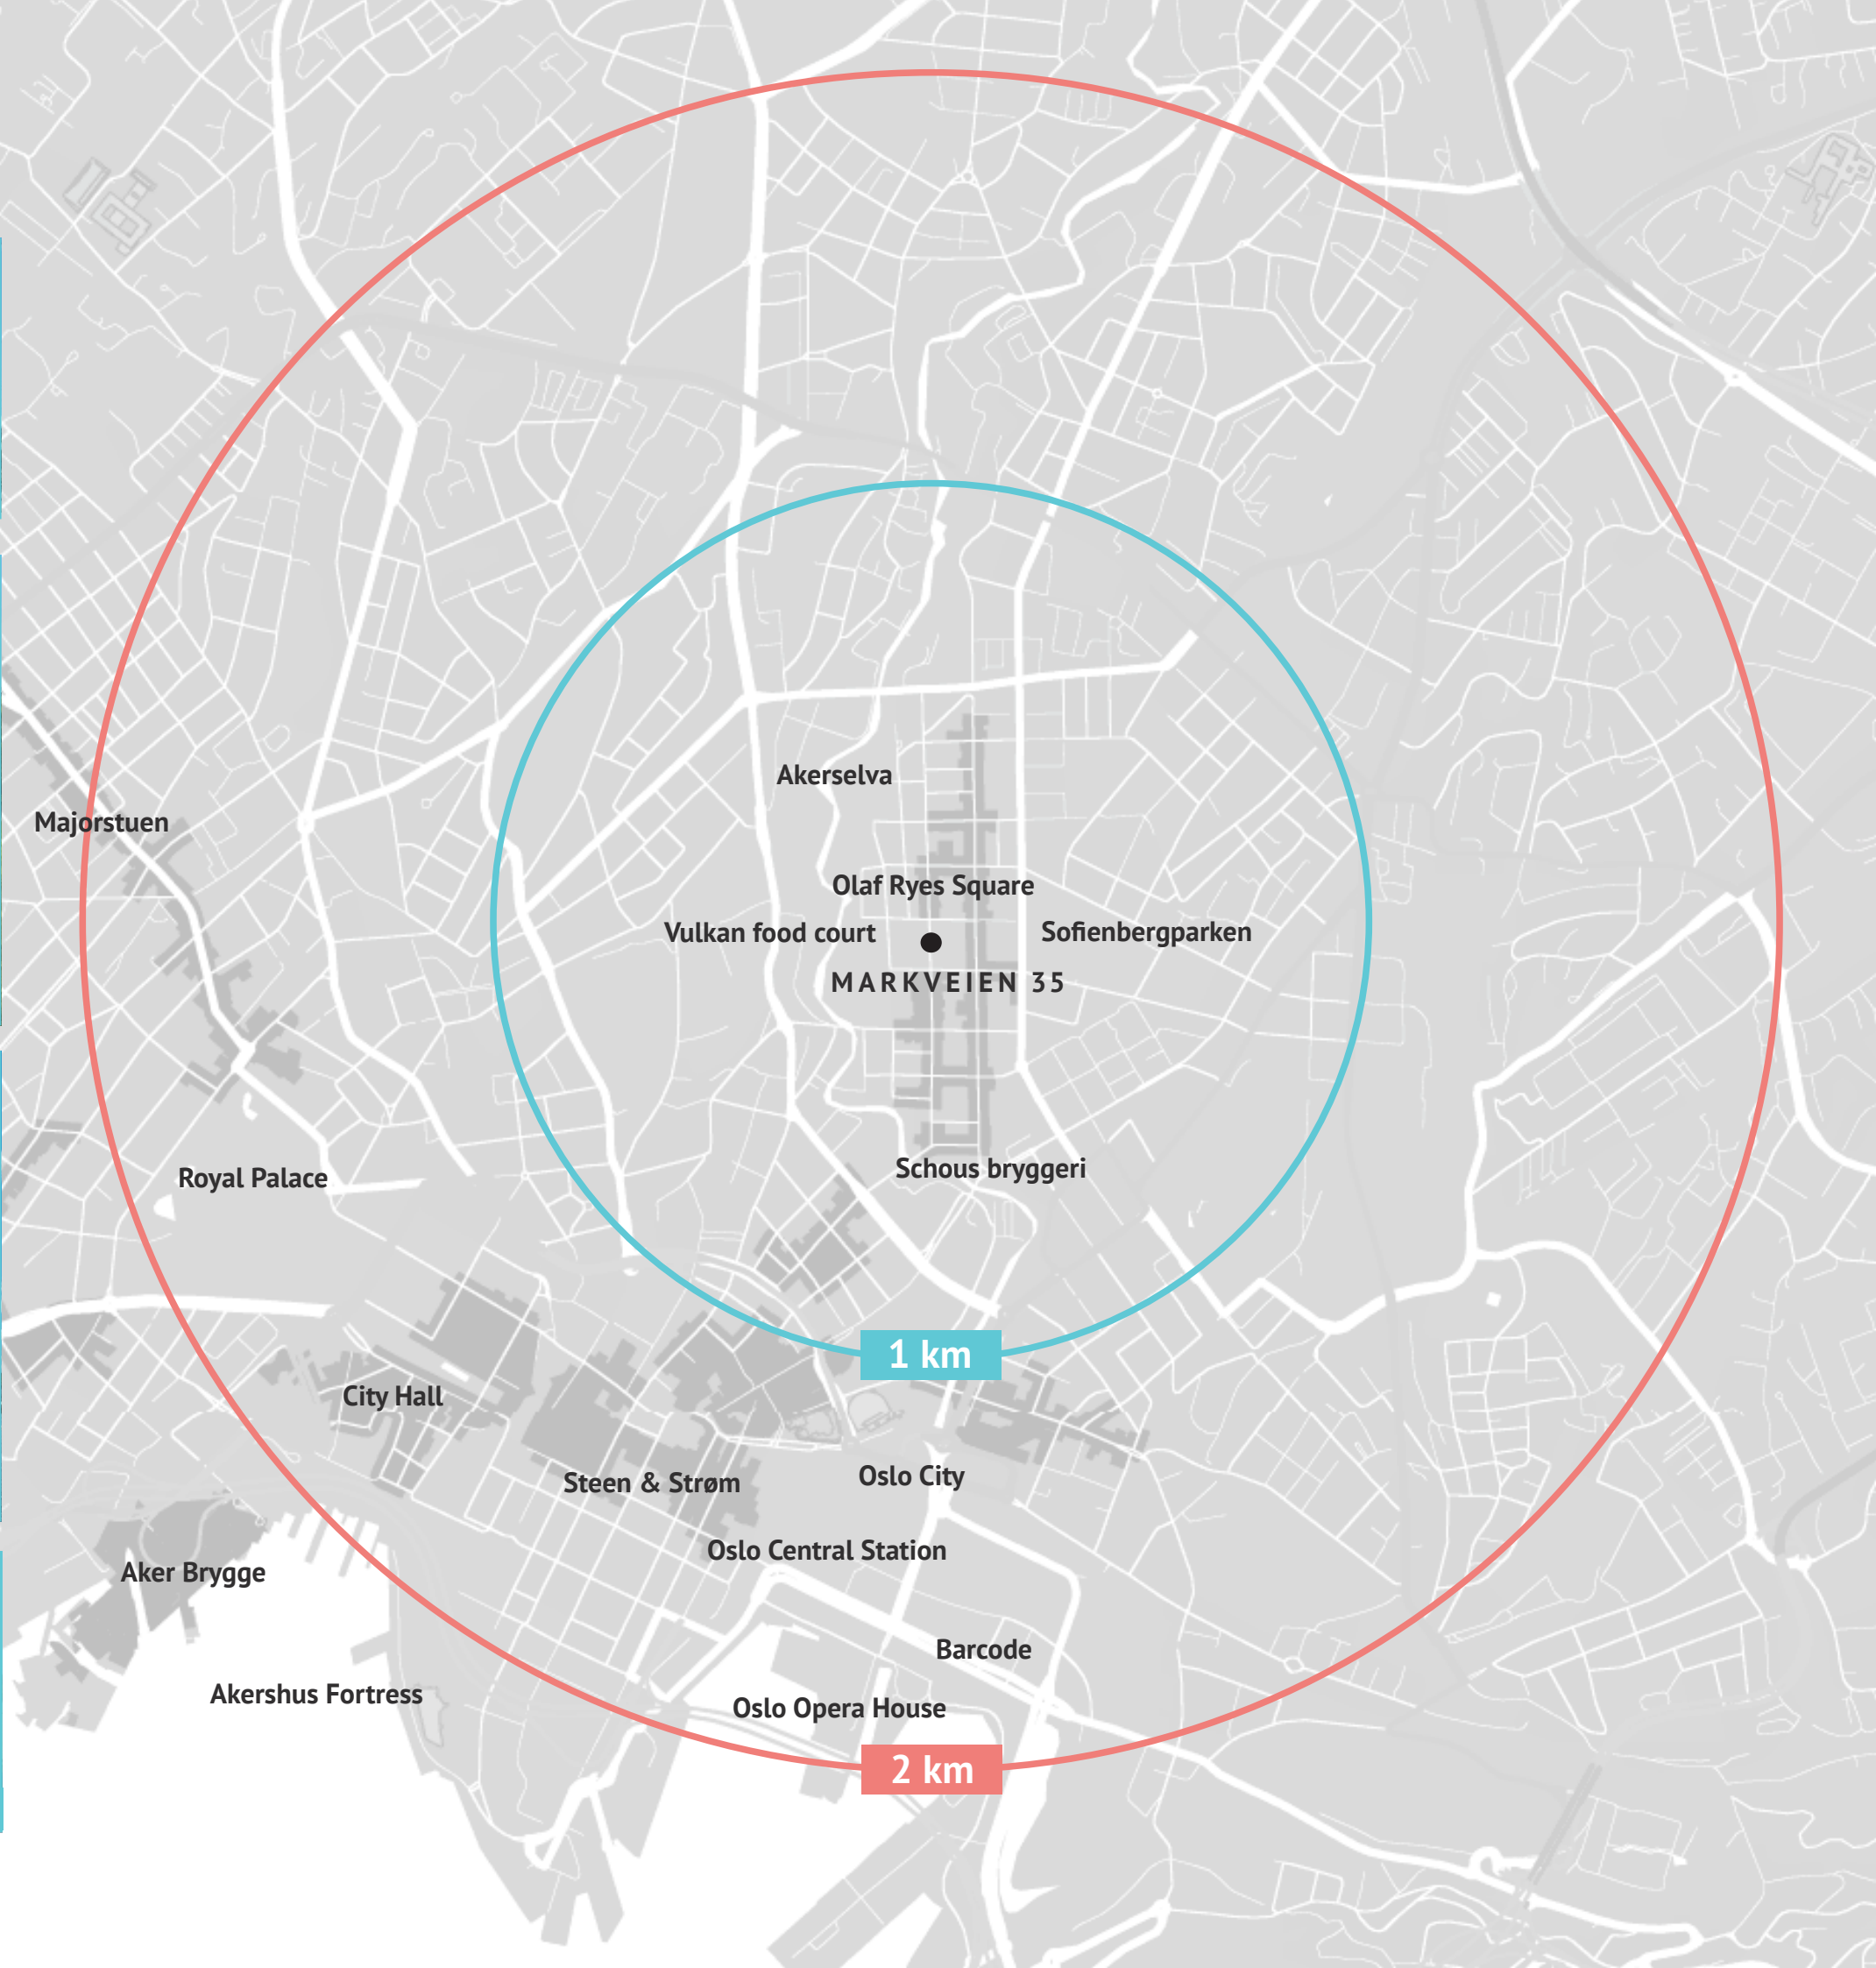 Akerselva
Majorstuen
Olaf Ryes Square
Vulkan food court
Sofienbergparken
MARKVEIEN 35
Schous bryggeri
Royal Palace
1 km
City Hall
Oslo City
Steen & Strøm
Oslo Central Station
Aker Brygge
Barcode
Akershus Fortress
Oslo Opera House
2 km